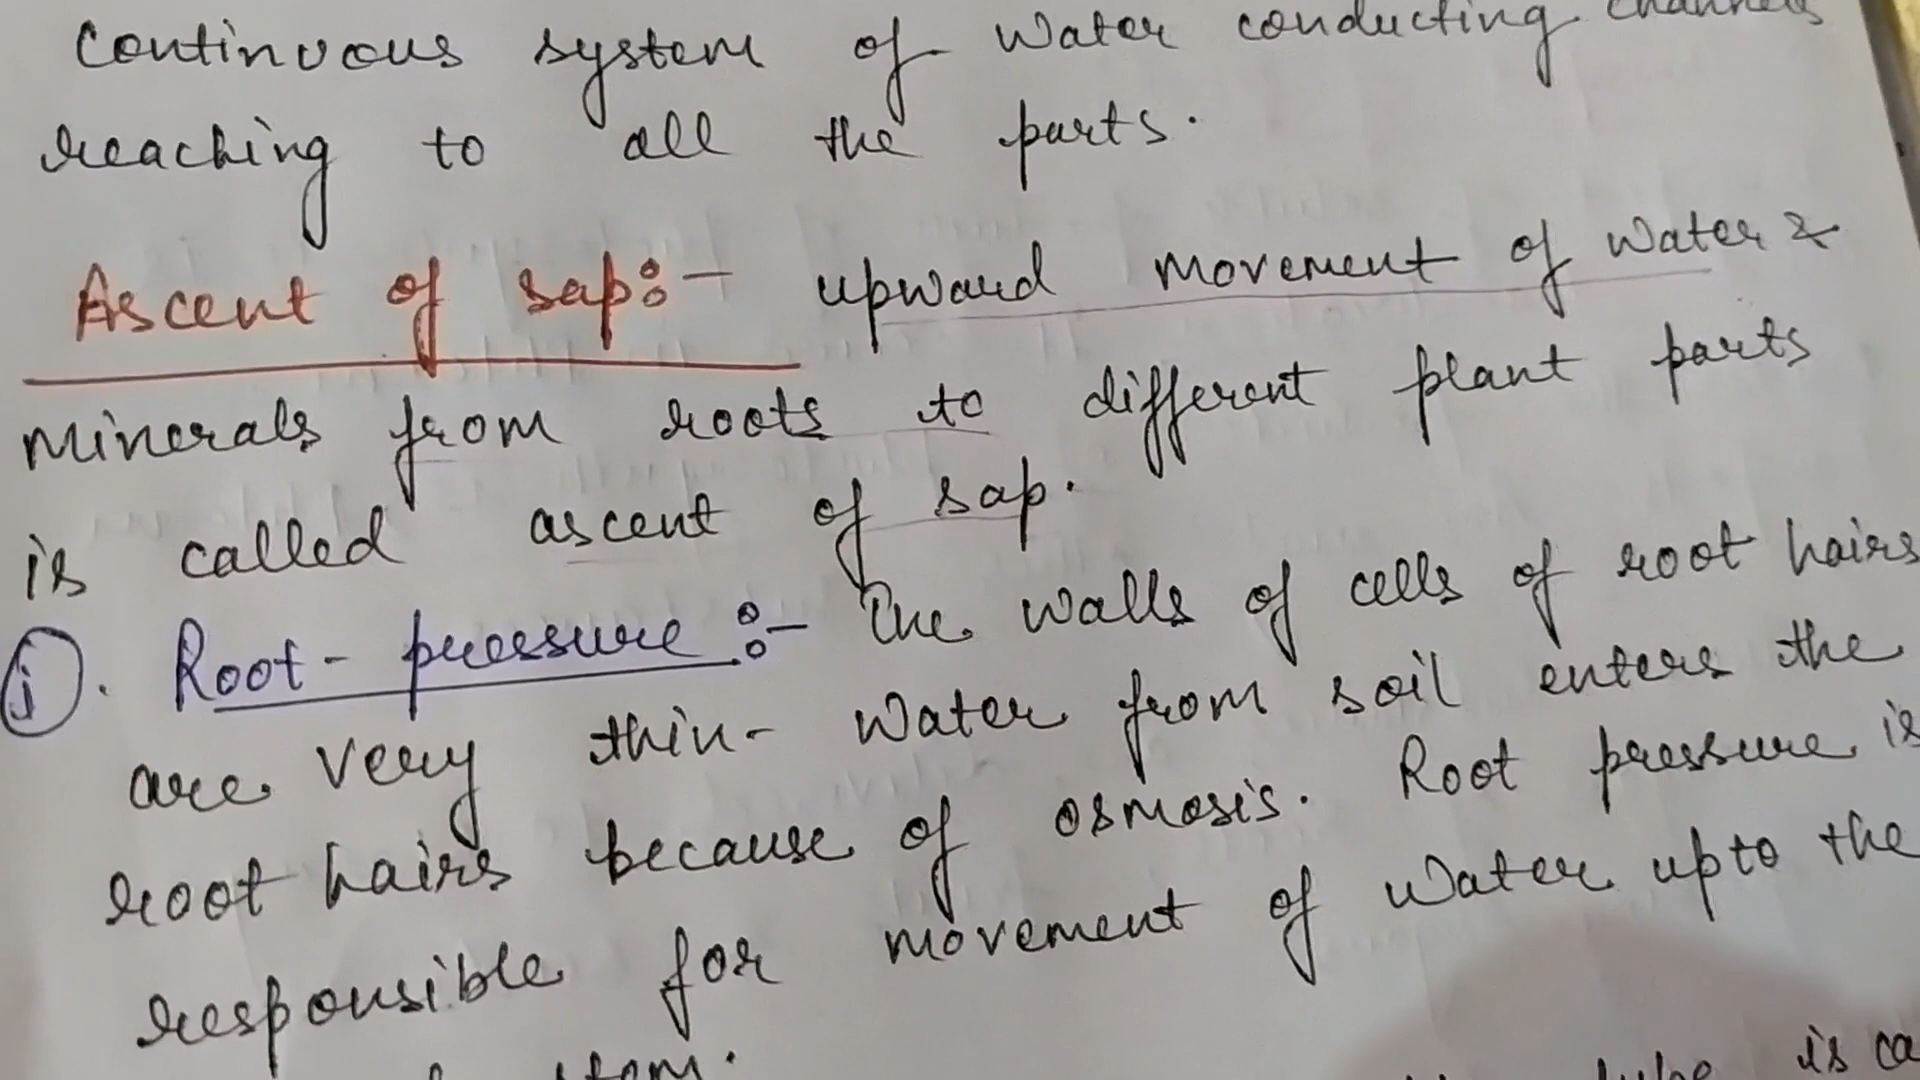 Continuous system of water conducting channels
reaching to all the parts.
Ascent of sap:- upward movement of water &
minerals from roots to different plant parts
is called ascent of sap.
(i). Root-pressure :- The walls of cells of root hairs
are very thin- water from soil enters the
root hairs because of osmosis. Root pressure is
responsible for movement of water upto the
is ca